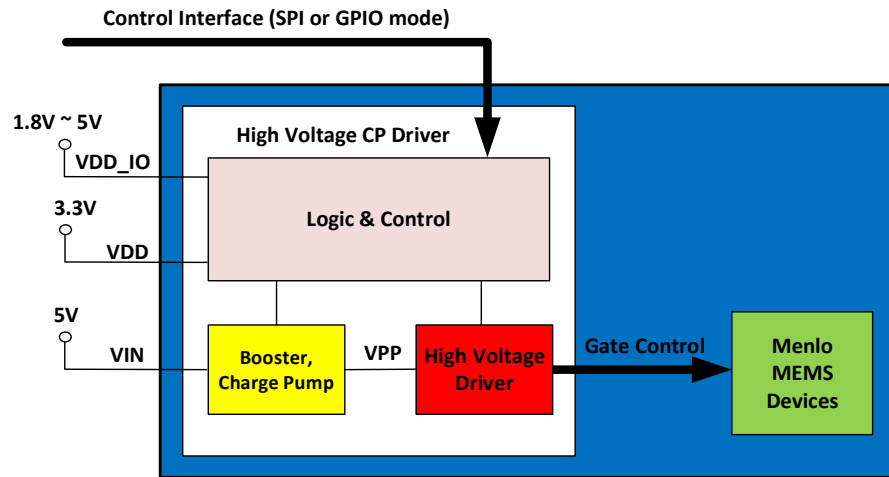 Control Interface (SPI or GPIO mode)
1.8V ~ 5V
High Voltage CP Driver
VDD_IO
3.3V
Logic & Control
VDD
5V
VIN
Booster,
Charge Pump
VPP
High Voltage
Driver
Gate Control
Menlo
MEMS
Devices